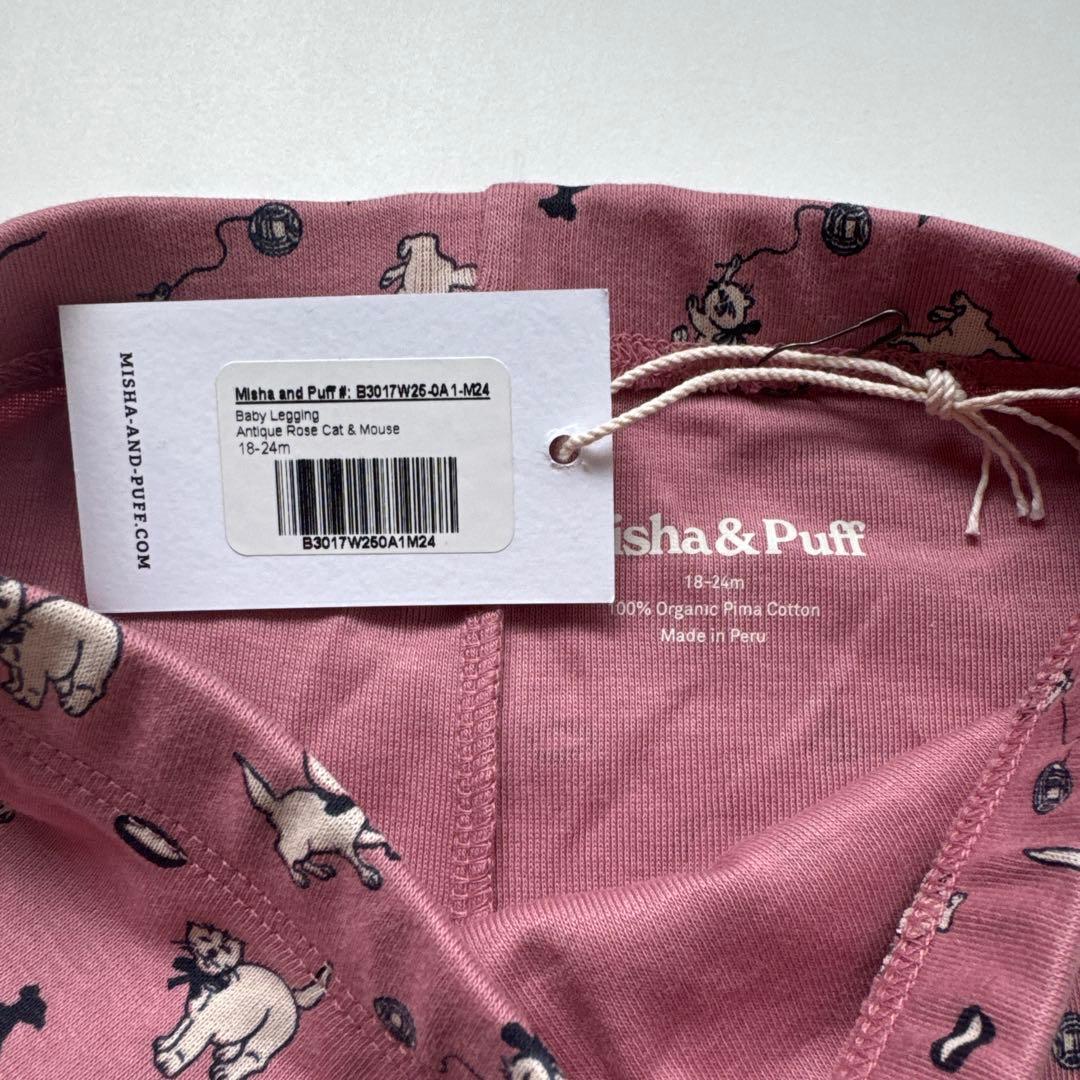 MISHA-AND-PUFF.COM
Misha and Puff #: B3017W25-0A1-M24
Baby Legging
Antique Rose Cat & Mouse
18-24m
B3017W250A1M24
isha & Puff
18-24m
100% Organic Pima Cotton
Made in Peru